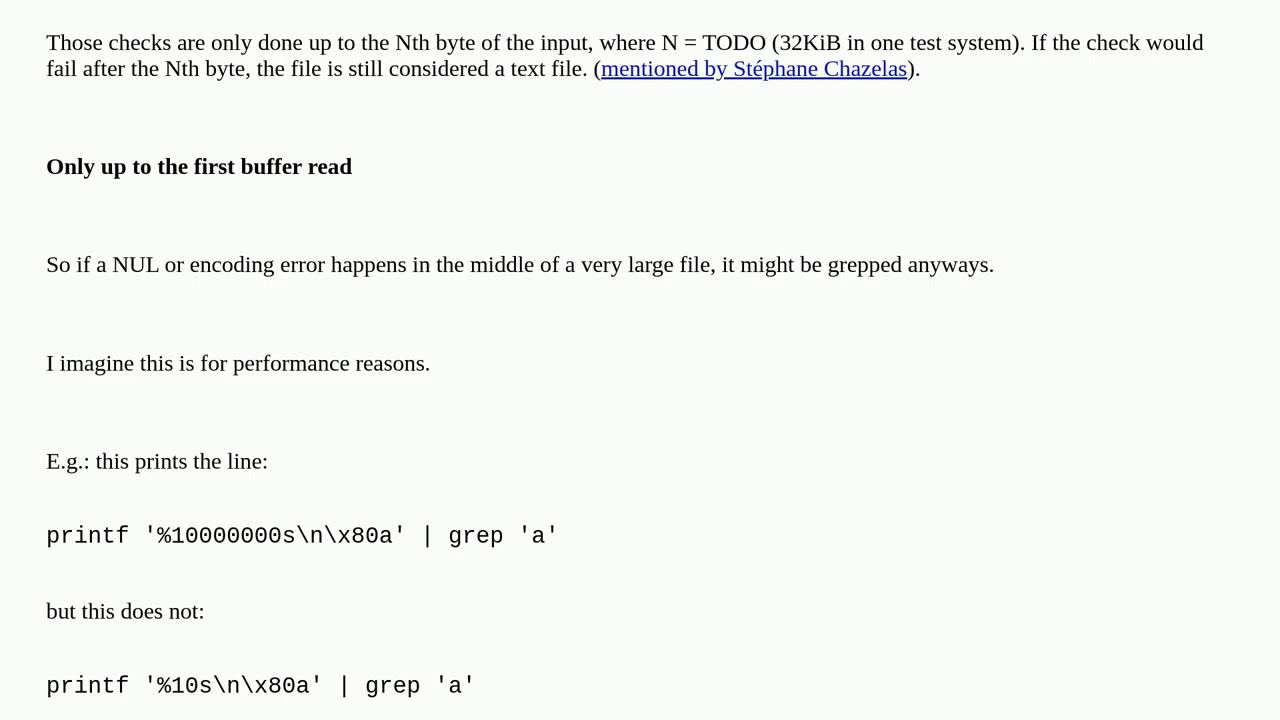 Those checks are only done up to the Nth byte of the input, where N = TODO (32KiB in one test system). If the check would
fail after the Nth byte, the file is still considered a text file. (mentioned by Stéphane Chazelas).
Only up to the first buffer read
So if a NUL or encoding error happens in the middle of a very large file, it might be grepped anyways.
I imagine this is for performance reasons.
E.g.: this prints the line:
printf '%10000000s\n\x80a' | grep 'a'
but this does not:
printf '%10s\n\x80a' | grep 'a'